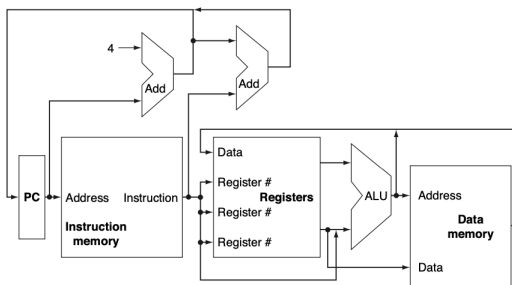 4
Add
Add
PC
Address
Instruction
Instruction
memory
Data
Register #
Registers
Register #
Register #
ALU
Address
Data
memory
Data